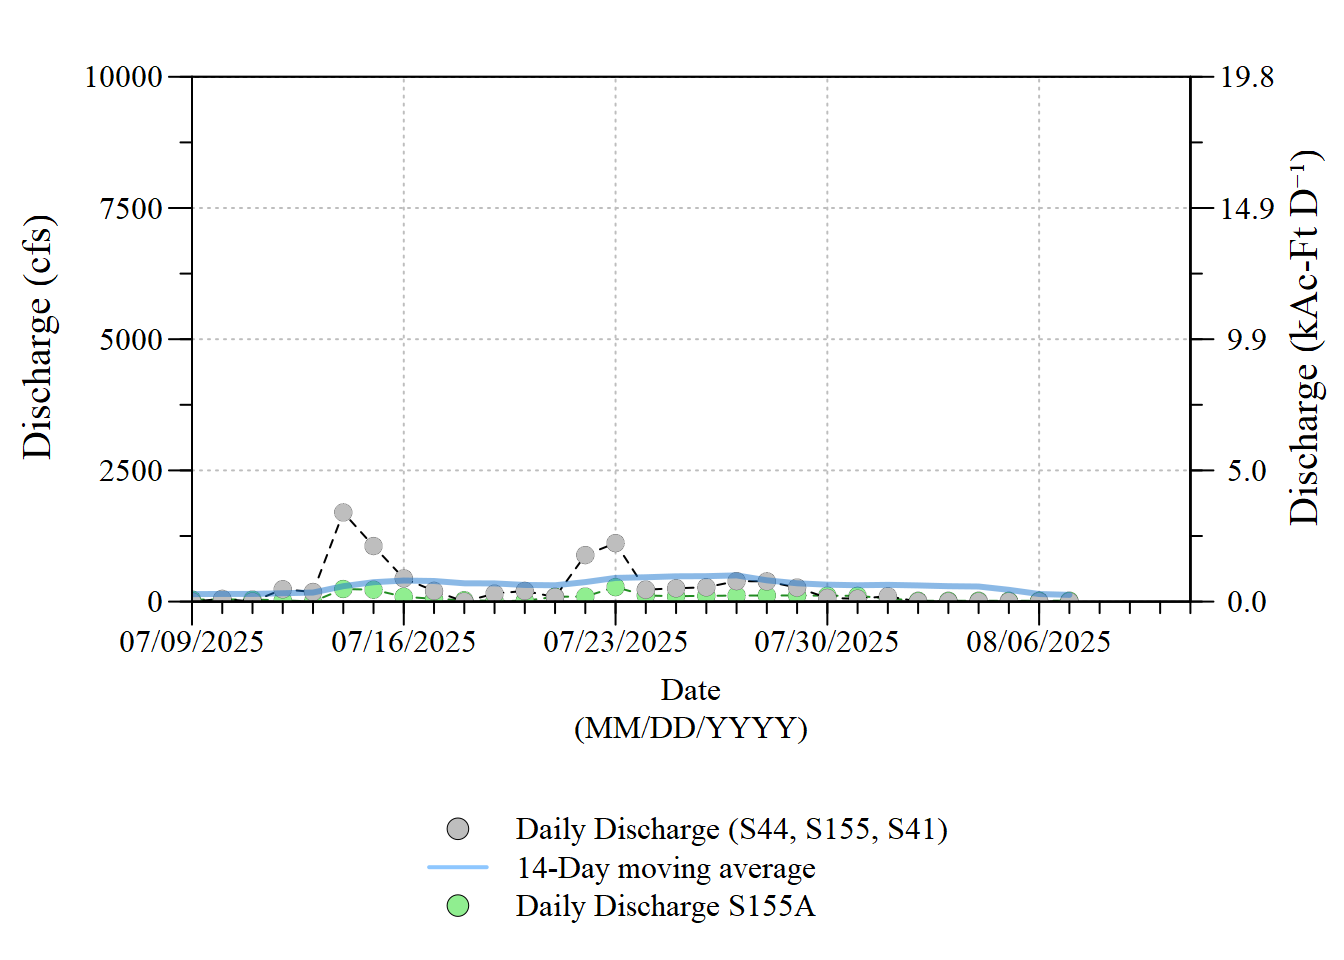 10000
7500
5000
2500
0
Discharge (cfs)
19.8
14.9
9.9
5.0
0.0
Discharge (kAc-Ft D⁻¹)
07/09/2025
07/16/2025
07/23/2025
07/30/2025
08/06/2025
Date
(MM/DD/YYYY)
Daily Discharge (S44, S155, S41)
14-Day moving average
Daily Discharge S155A